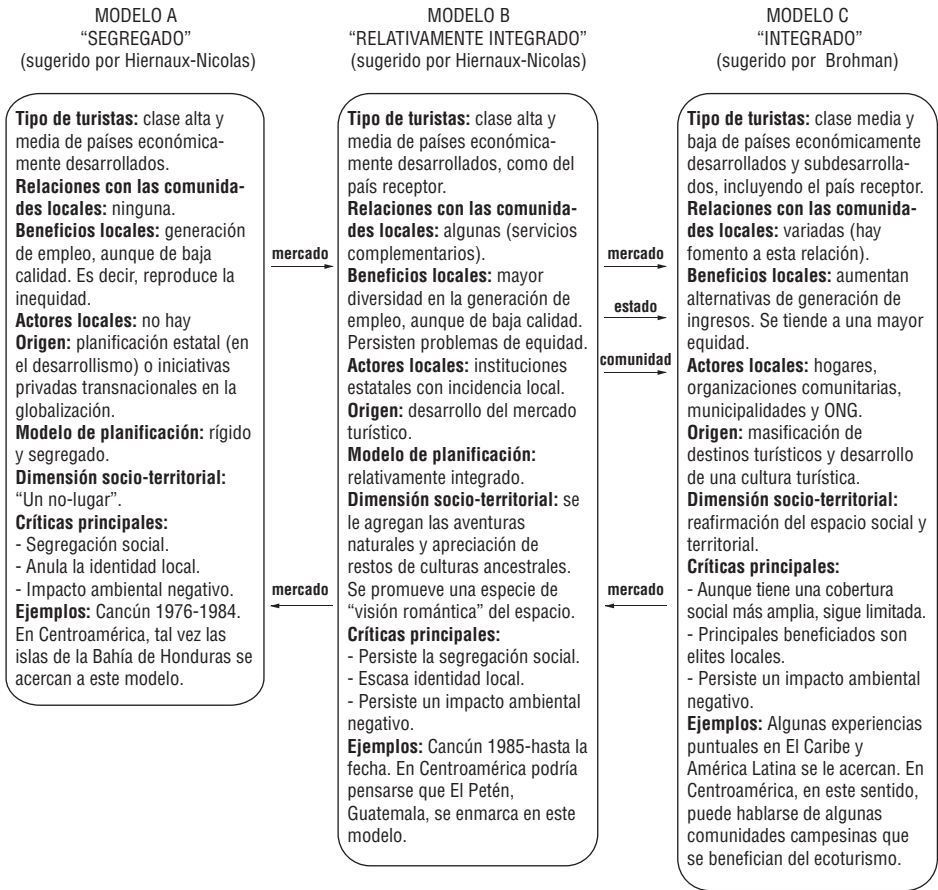 MODELO A
“SEGREGADO”
(sugerido por Hiernaux-Nicolas)
Tipo de turistas: clase alta y
media de países económica-
mente desarrollados.
Relaciones con las comunida-
des locales: ninguna.
Beneficios locales: generación
de empleo, aunque de baja
calidad. Es decir, reproduce la
inequidad.
Actores locales: no hay
Origen: planificación estatal (en
el desarrollismo) o iniciativas
privadas transnacionales en la
globalización.
Modelo de planificación: rígido
y segregado.
Dimensión socio-territorial:
“Un no-lugar”.
Críticas principales:
- Segregación social.
- Anula la identidad local.
- Impacto ambiental negativo.
Ejemplos: Cancún 1976-1984.
En Centroamérica, tal vez las
islas de la Bahía de Honduras se
acercan a este modelo.
mercado
mercado
MODELO B
“RELATIVAMENTE INTEGRADO”
(sugerido por Hiernaux-Nicolas)
Tipo de turistas: clase alta y
media de países económica-
mente desarrollados, como del
país receptor.
Relaciones con las comunida-
des locales: algunas (servicios
complementarios).
Beneficios locales: mayor
diversidad en la generación de
empleo, aunque de baja calidad.
Persisten problemas de equidad.
Actores locales: instituciones
estatales con incidencia local.
Origen: desarrollo del mercado
turístico.
Modelo de planificación:
relativamente integrado.
Dimensión socio-territorial: se
le agregan las aventuras
naturales y apreciación de
restos de culturas ancestrales.
Se promueve una especie de
“visión romántica” del espacio.
Críticas principales:
- Persiste la segregación social.
- Escasa identidad local.
- Persiste un impacto ambiental
negativo.
Ejemplos: Cancún 1985-hasta la
fecha. En Centroamérica podría
pensarse que El Petén,
Guatemala, se enmarca en este
modelo.
mercado
estado
comunidad
mercado
MODELO C
“INTEGRADO”
(sugerido por Brohman)
Tipo de turistas: clase media y
baja de países económicamente
desarrollados y subdesarrolla-
dos, incluyendo el país receptor.
Relaciones con las comunida-
des locales: variadas (hay
fomento a esta relación).
Beneficios locales: aumentan
alternativas de generación de
ingresos. Se tiende a una mayor
equidad.
Actores locales: hogares,
organizaciones comunitarias,
municipalidades y ONG.
Origen: masificación de
destinos turísticos y desarrollo
de una cultura turística.
Dimensión socio-territorial:
reafirmación del espacio social y
territorial.
Críticas principales:
- Aunque tiene una cobertura
social más amplia, sigue limitada.
- Principales beneficiados son
elites locales.
- Persiste un impacto ambiental
negativo.
Ejemplos: Algunas experiencias
puntuales en El Caribe y
América Latina se le acercan. En
Centroamérica, en este sentido,
puede hablarse de algunas
comunidades campesinas que
se benefician del ecoturismo.